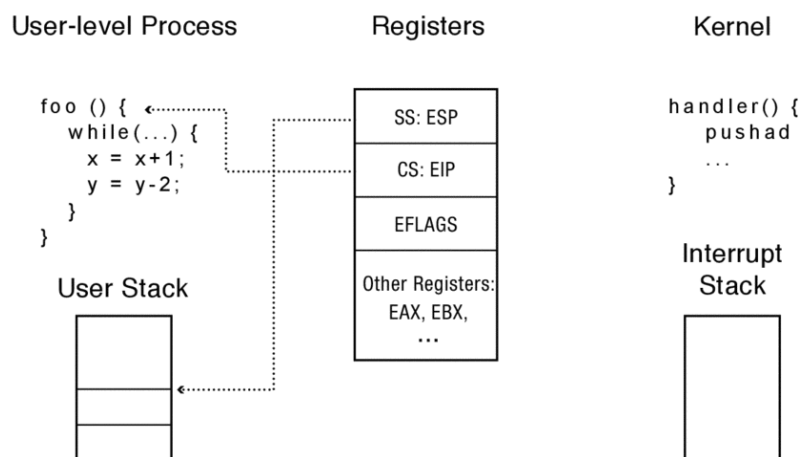 User-level Process
Registers
Kernel
foo () {
while(...) {
x = x+1;
y = y-2;
}
}
SS: ESP
CS: EIP
EFLAGS
Other Registers:
EAX, EBX,
...
handler() {
pushad
...
}
User Stack
Interrupt
Stack